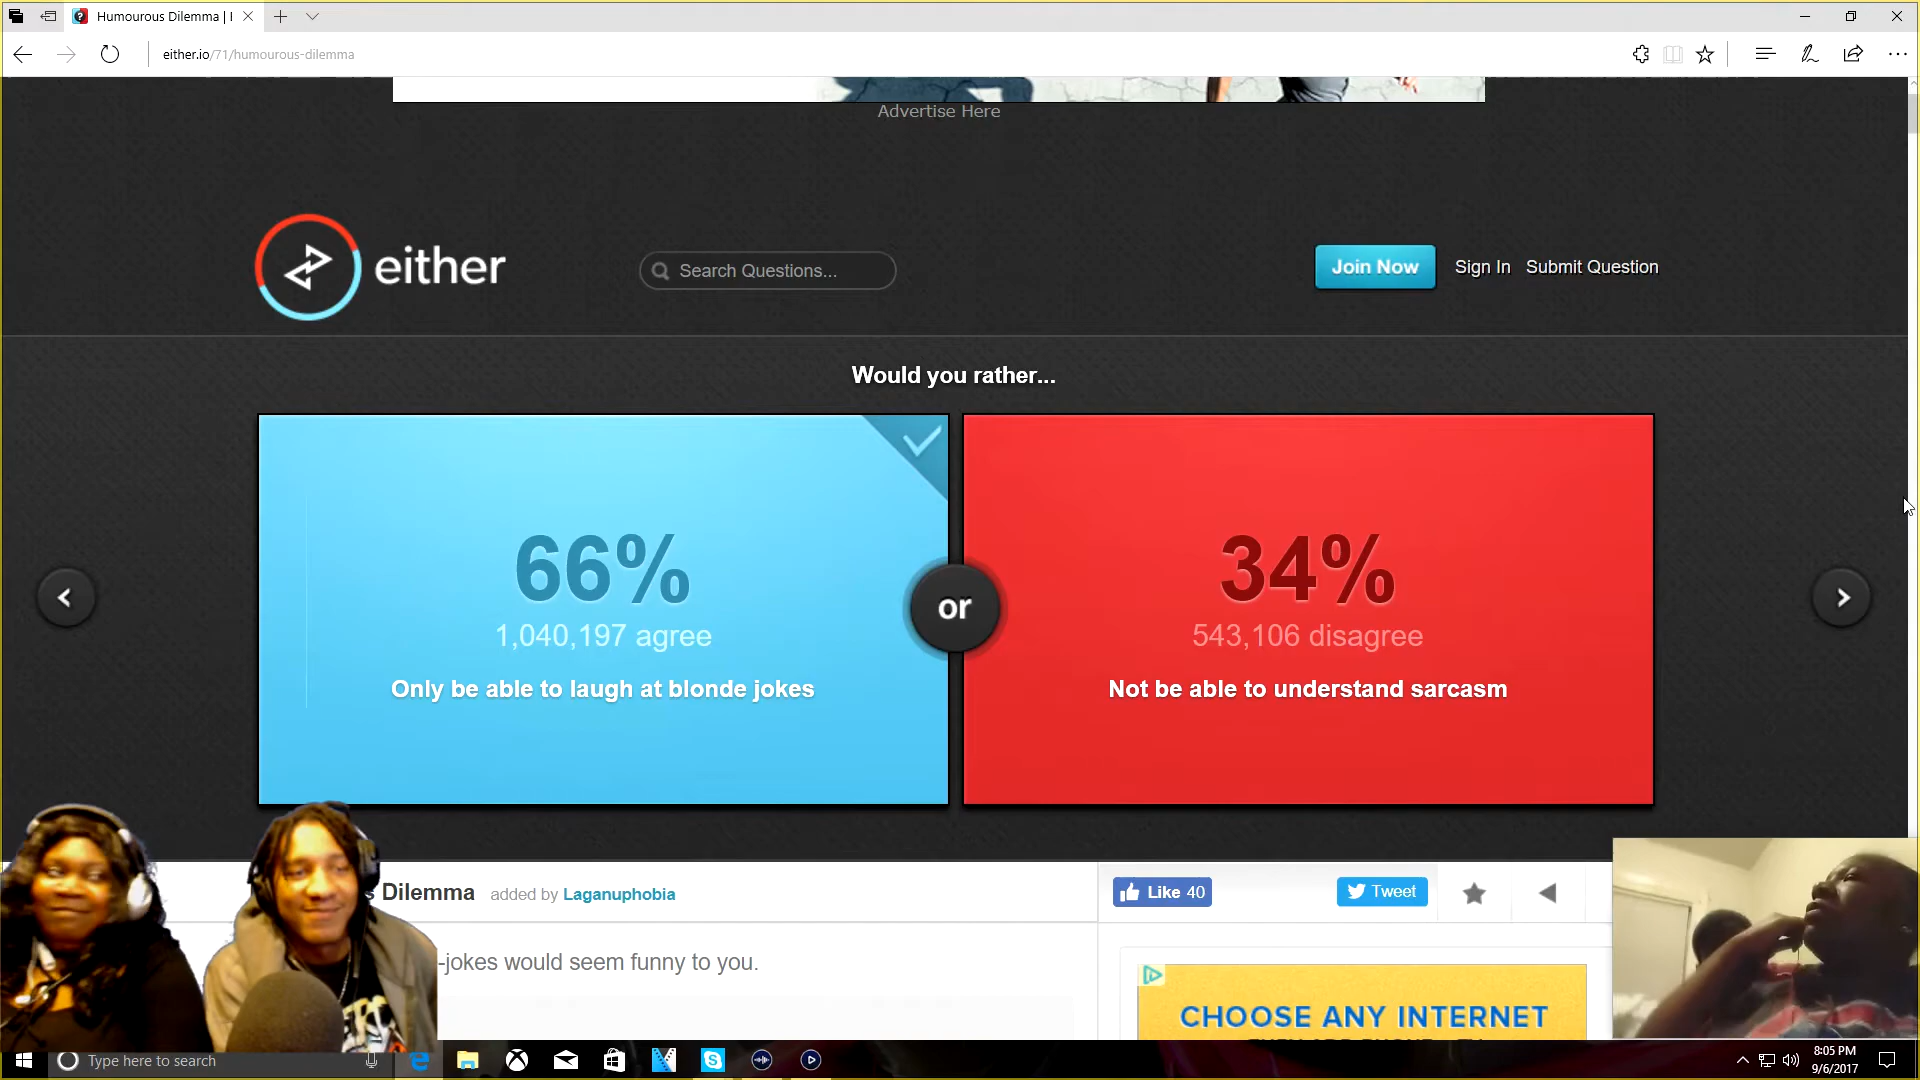 Humourous Dilemma |
either.io/71/humourous-dilemma
Advertise Here
either
Search Questions...
Join Now
Sign In
Submit Question
Would you rather...
66%
1,040,197 agree
Only be able to laugh at blonde jokes
or
34%
543,106 disagree
Not be able to understand sarcasm
s Dilemma
added by Laganuphobia
Like 40
Tweet
-jokes would seem funny to you.
CHOOSE ANY INTERNET
Type here to search
8:05 PM
9/6/2017